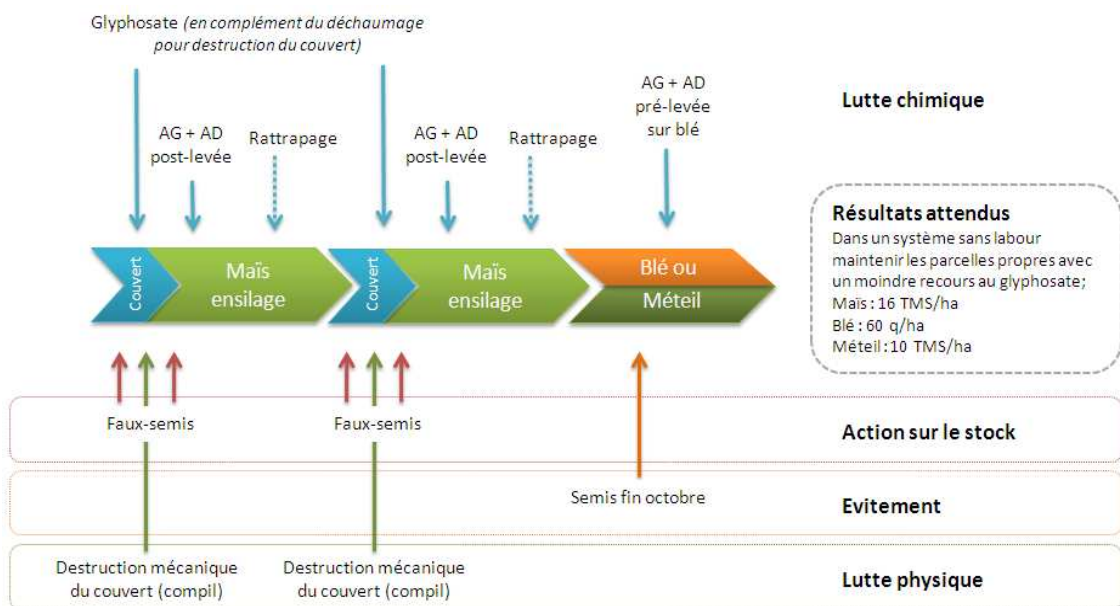 Glyphosate (en complément du déchaumage
pour destruction du couvert)
AG + AD
post-levée
Rattrapage
AG + AD
post-levée
Rattrapage
AG + AD
pré-levée
sur blé
Lutte chimique
Couvert
Maïs
ensilage
Couvert
Maïs
ensilage
Blé ou
Méteil
Résultats attendus
Dans un système sans labour
maintenir les parcelles propres avec
un moindre recours au glyphosate;
Maïs : 16 TMS/ha
Blé : 60 q/ha
Méteil : 10 TMS/ha
Faux-semis
Faux-semis
Action sur le stock
Semis fin octobre
Evitement
Destruction mécanique
du couvert (compil)
Destruction mécanique
du couvert (compil)
Lutte physique